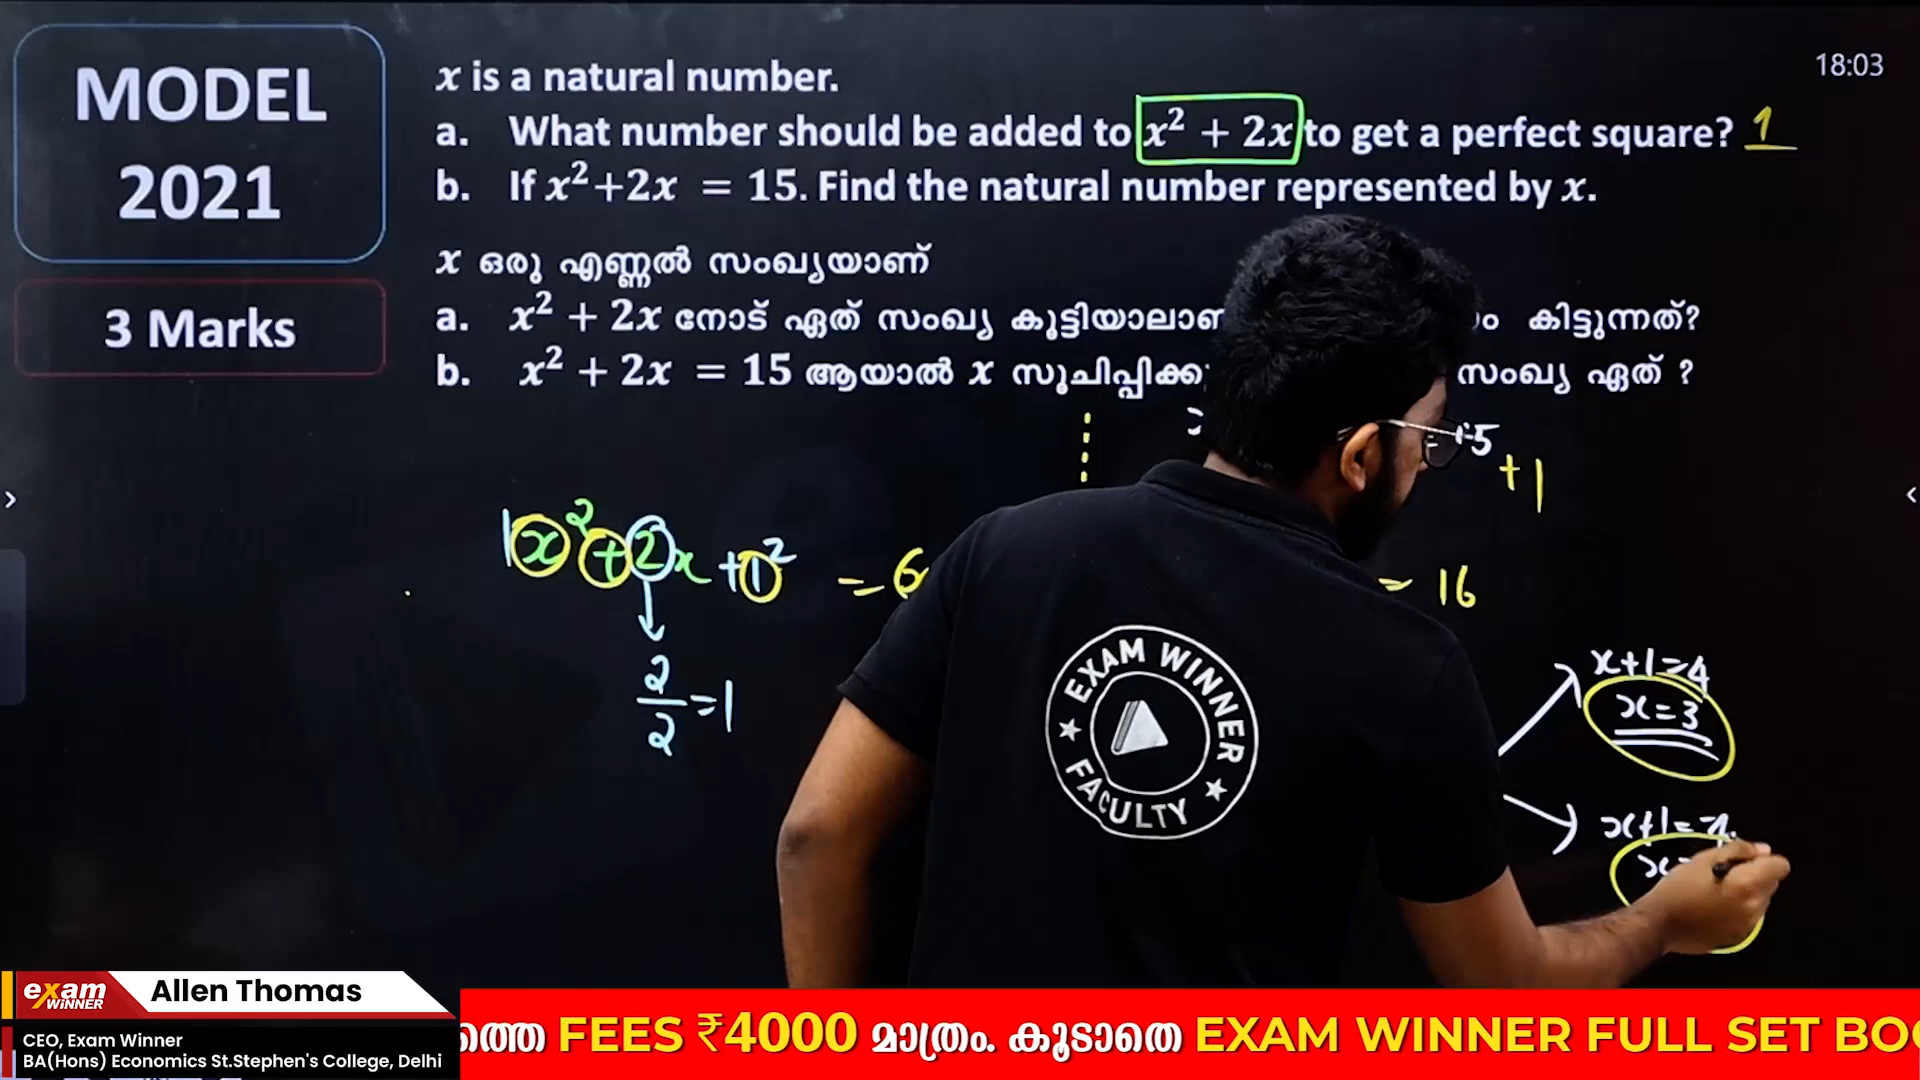 MODEL
2021
3 Marks
18:03
x is a natural number.
a. What number should be added to x² + 2x to get a perfect square? 1
b. If x²+2x = 15. Find the natural number represented by x.
x ഒരു എണ്ണൽ സംഖ്യയാണ്
a. x² + 2x നോട് ഏത് സംഖ്യ കൂട്ടിയാലാണ് കിട്ടുന്നത്?
b. x² + 2x = 15 ആയാൽ x സംഖ്യ ഏത് ?
+1
1x² + 2x + 1² =
= 16
2/2 = 1
x+1=4
x=3
x+1=-4
EXAM WINNER
FACULTY
exam
WINNER
Allen Thomas
CEO, Exam Winner
BA(Hons) Economics St.Stephen's College, Delhi
FEES ₹4000 മാത്രം. കൂടാതെ EXAM WINNER FULL SET